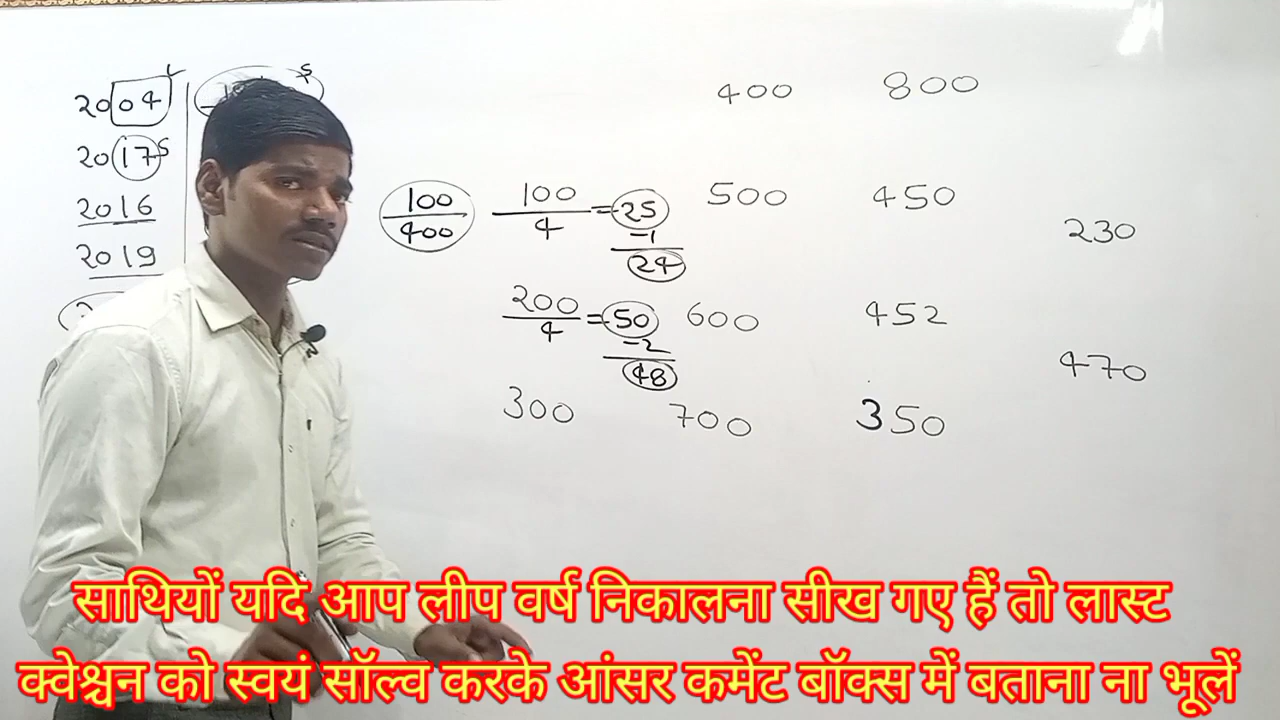 2004 L
2017 S
2016
2019
S
400 800
100/400 100/4 = 25
-1
24
500 450
230
200/4 = 50
-2
48
600 452
470
300 700 350
साथियों यदि आप लीप वर्ष निकालना सीख गए हैं तो लास्ट
क्वेश्चन को स्वयं सॉल्व करके आंसर कमेंट बॉक्स में बताना ना भूलें